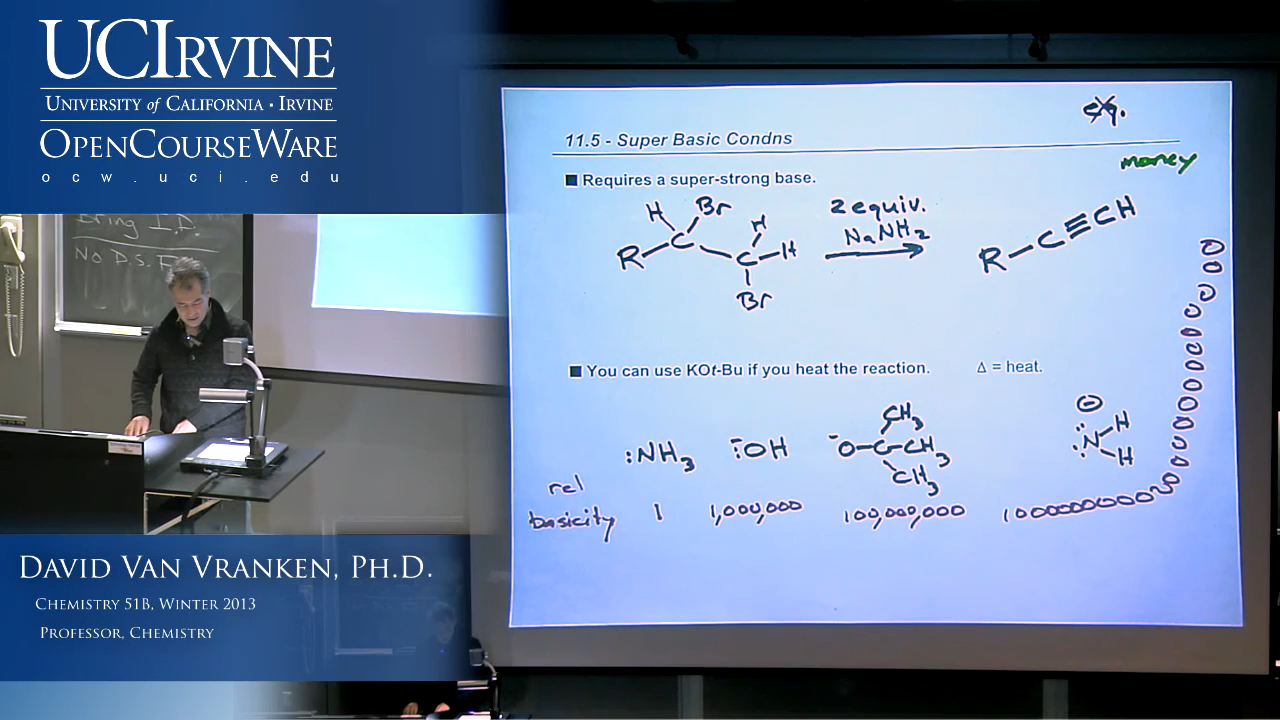 UCIRVINE
UNIVERSITY of CALIFORNIA · IRVINE
OPENCOURSEWARE
ocw.uci.edu
Bring I.D.
No D.S.
DAVID VAN VRANKEN, PH.D.
CHEMISTRY 51B, WINTER 2013
PROFESSOR, CHEMISTRY
11.5 - Super Basic Condns
money
■ Requires a super-strong base.
H Br
R C C H H
Br
2 equiv.
NaNH2
R-C≡CH
■ You can use KOt-Bu if you heat the reaction. Δ = heat.
:NH3 :OH -O-C-CH3 CH3 CH3 ⊖ :N: H H
rel
basicity 1 1,000,000 100,000,000